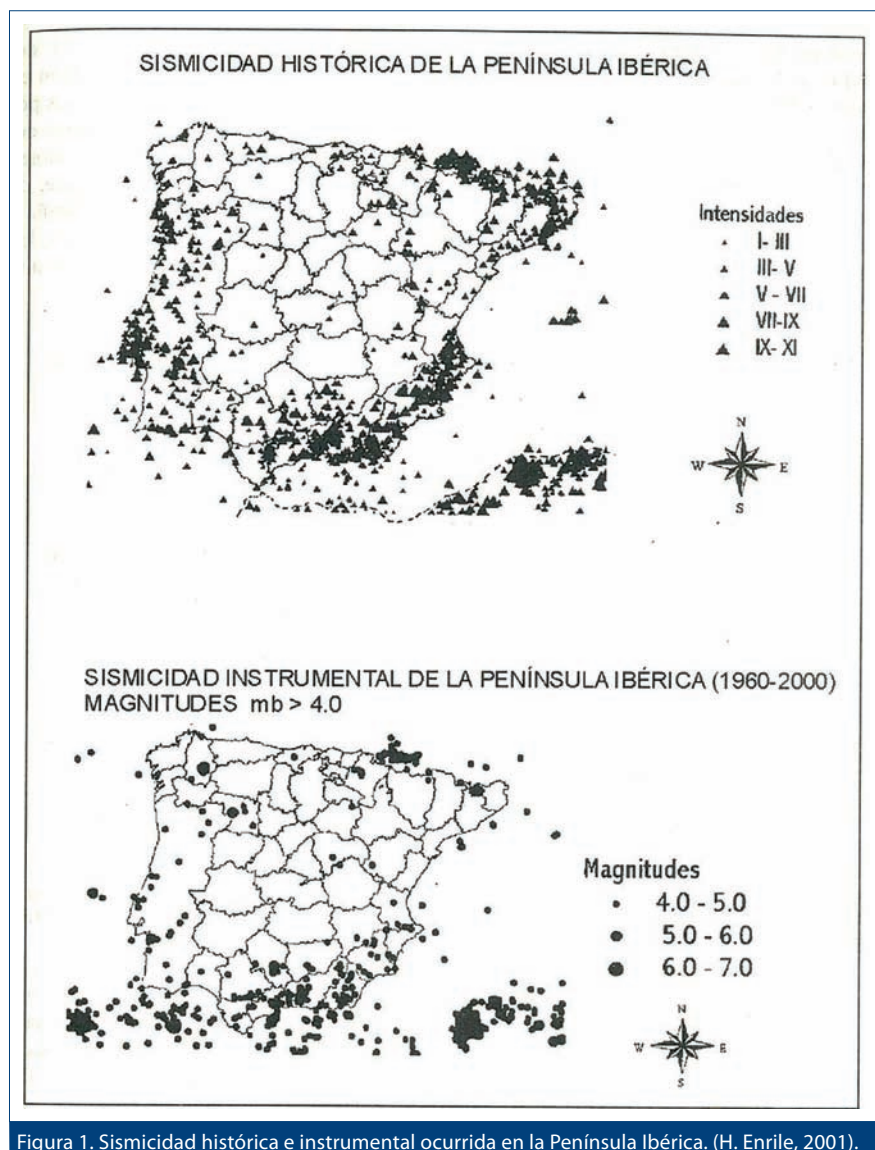 SISMICIDAD HISTÓRICA DE LA PENÍNSULA IBÉRICA
Intensidades
I- III
III- V
V - VII
VII-IX
IX- XI
N
W E
S
SISMICIDAD INSTRUMENTAL DE LA PENÍNSULA IBÉRICA (1960-2000)
MAGNITUDES mb > 4.0
Magnitudes
4.0 - 5.0
5.0 - 6.0
6.0 - 7.0
N
W E
S
Figura 1. Sismicidad histórica e instrumental ocurrida en la Península Ibérica. (H. Enrile, 2001).